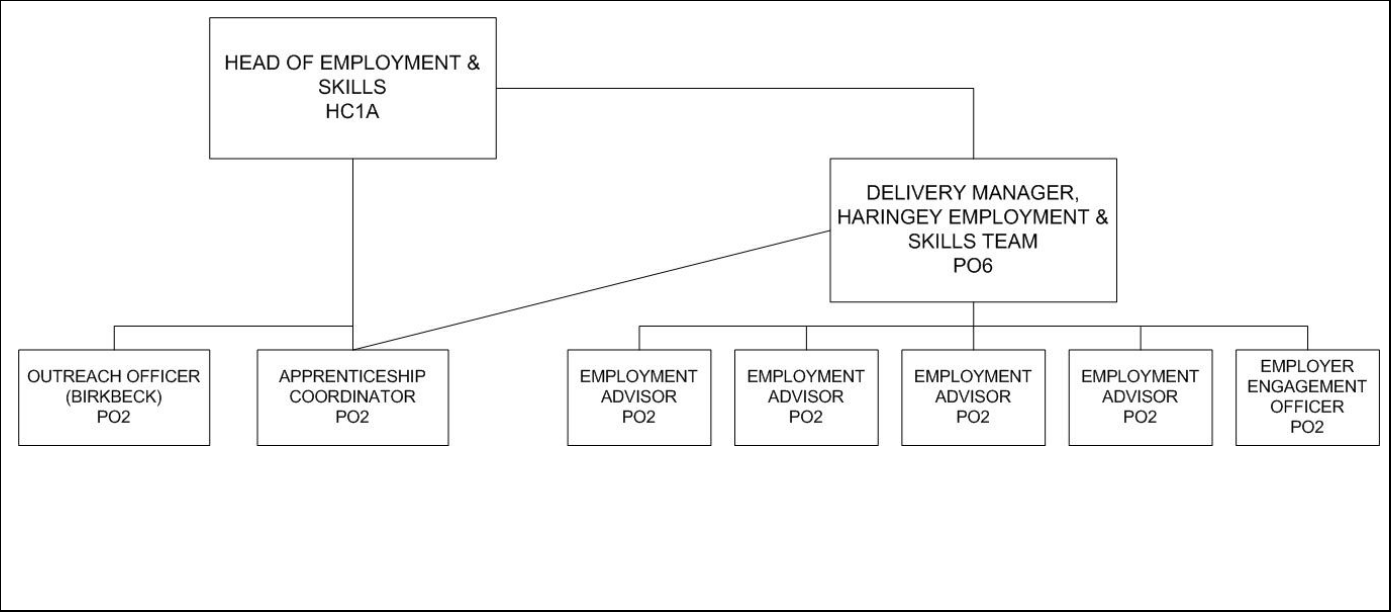 HEAD OF EMPLOYMENT &
SKILLS
HC1A
DELIVERY MANAGER,
HARINGEY EMPLOYMENT &
SKILLS TEAM
PO6
OUTREACH OFFICER
(BIRKBECK)
PO2
APPRENTICESHIP
COORDINATOR
PO2
EMPLOYMENT
ADVISOR
PO2
EMPLOYMENT
ADVISOR
PO2
EMPLOYMENT
ADVISOR
PO2
EMPLOYMENT
ADVISOR
PO2
EMPLOYER
ENGAGEMENT
OFFICER
PO2